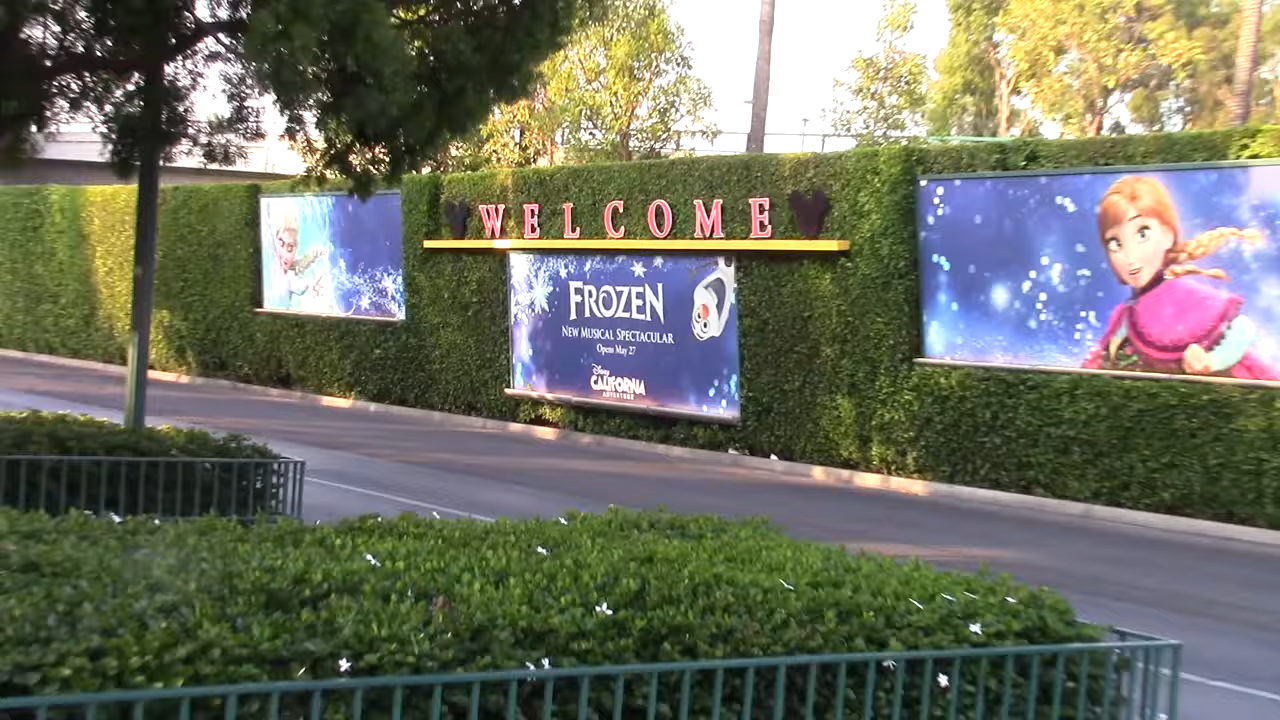 WELCOME
FROZEN
NEW MUSICAL SPECTACULAR
Opens May 27
Disney
CALIFORNIA
ADVENTURE